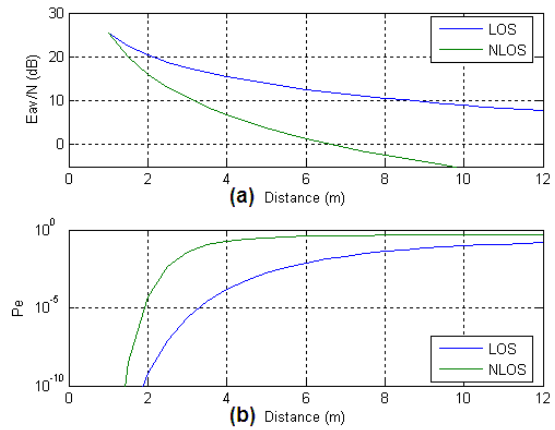 30
20
10
0
Eav/N (dB)
LOS
NLOS
0 2 4 6 8 10 12
(a) Distance (m)
10^0
10^-5
10^-10
Pe
LOS
NLOS
0 2 4 6 8 10 12
(b) Distance (m)